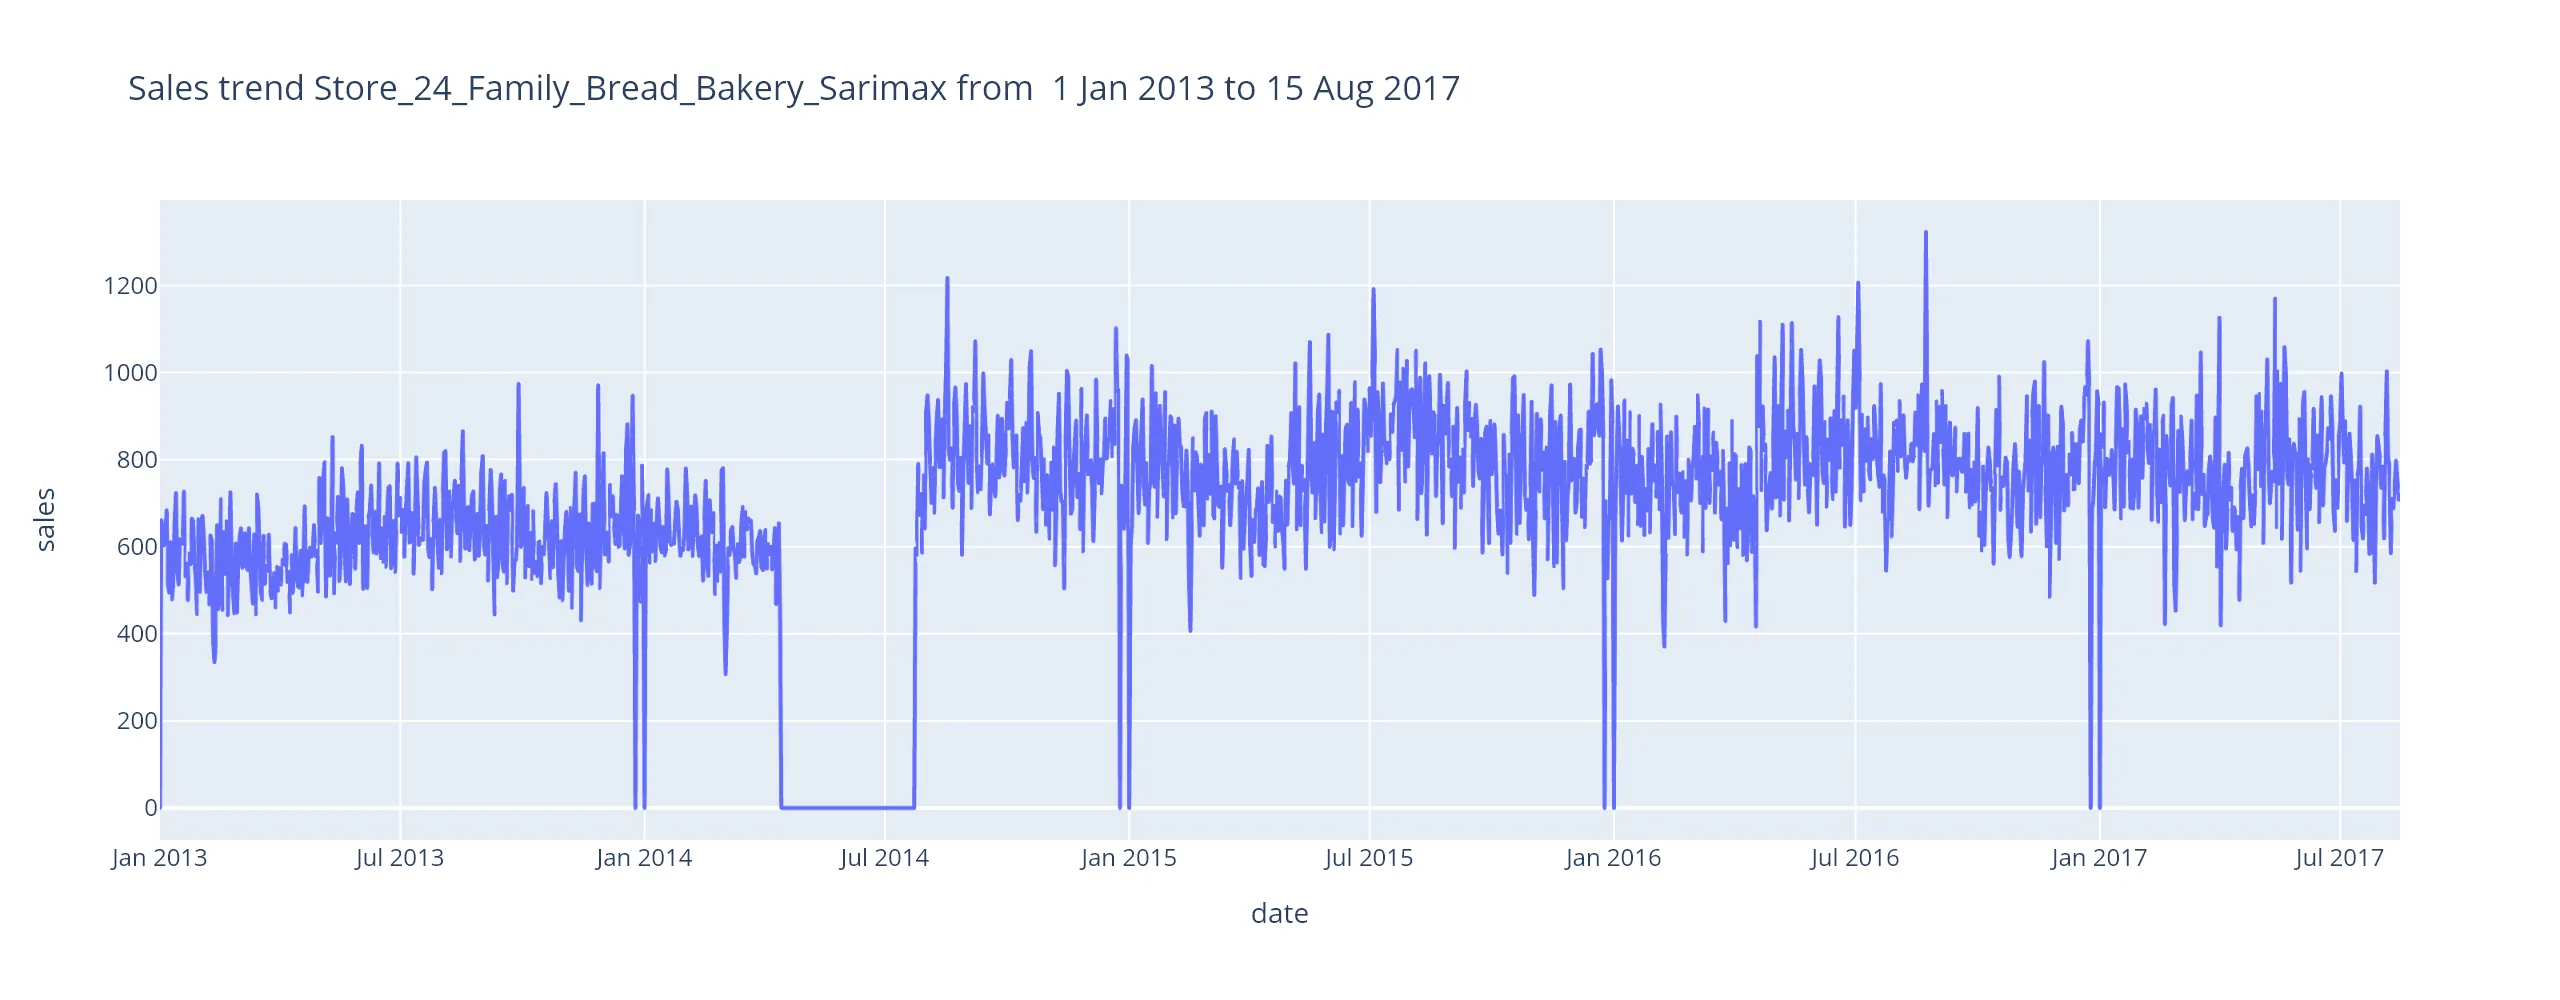 Sales trend Store_24_Family_Bread_Bakery_Sarimax from  1 Jan 2013 to 15 Aug 2017
1200
1000
800
600
400
200
0
sales
Jan 2013 Jul 2013 Jan 2014 Jul 2014 Jan 2015 Jul 2015 Jan 2016 Jul 2016 Jan 2017 Jul 2017
date